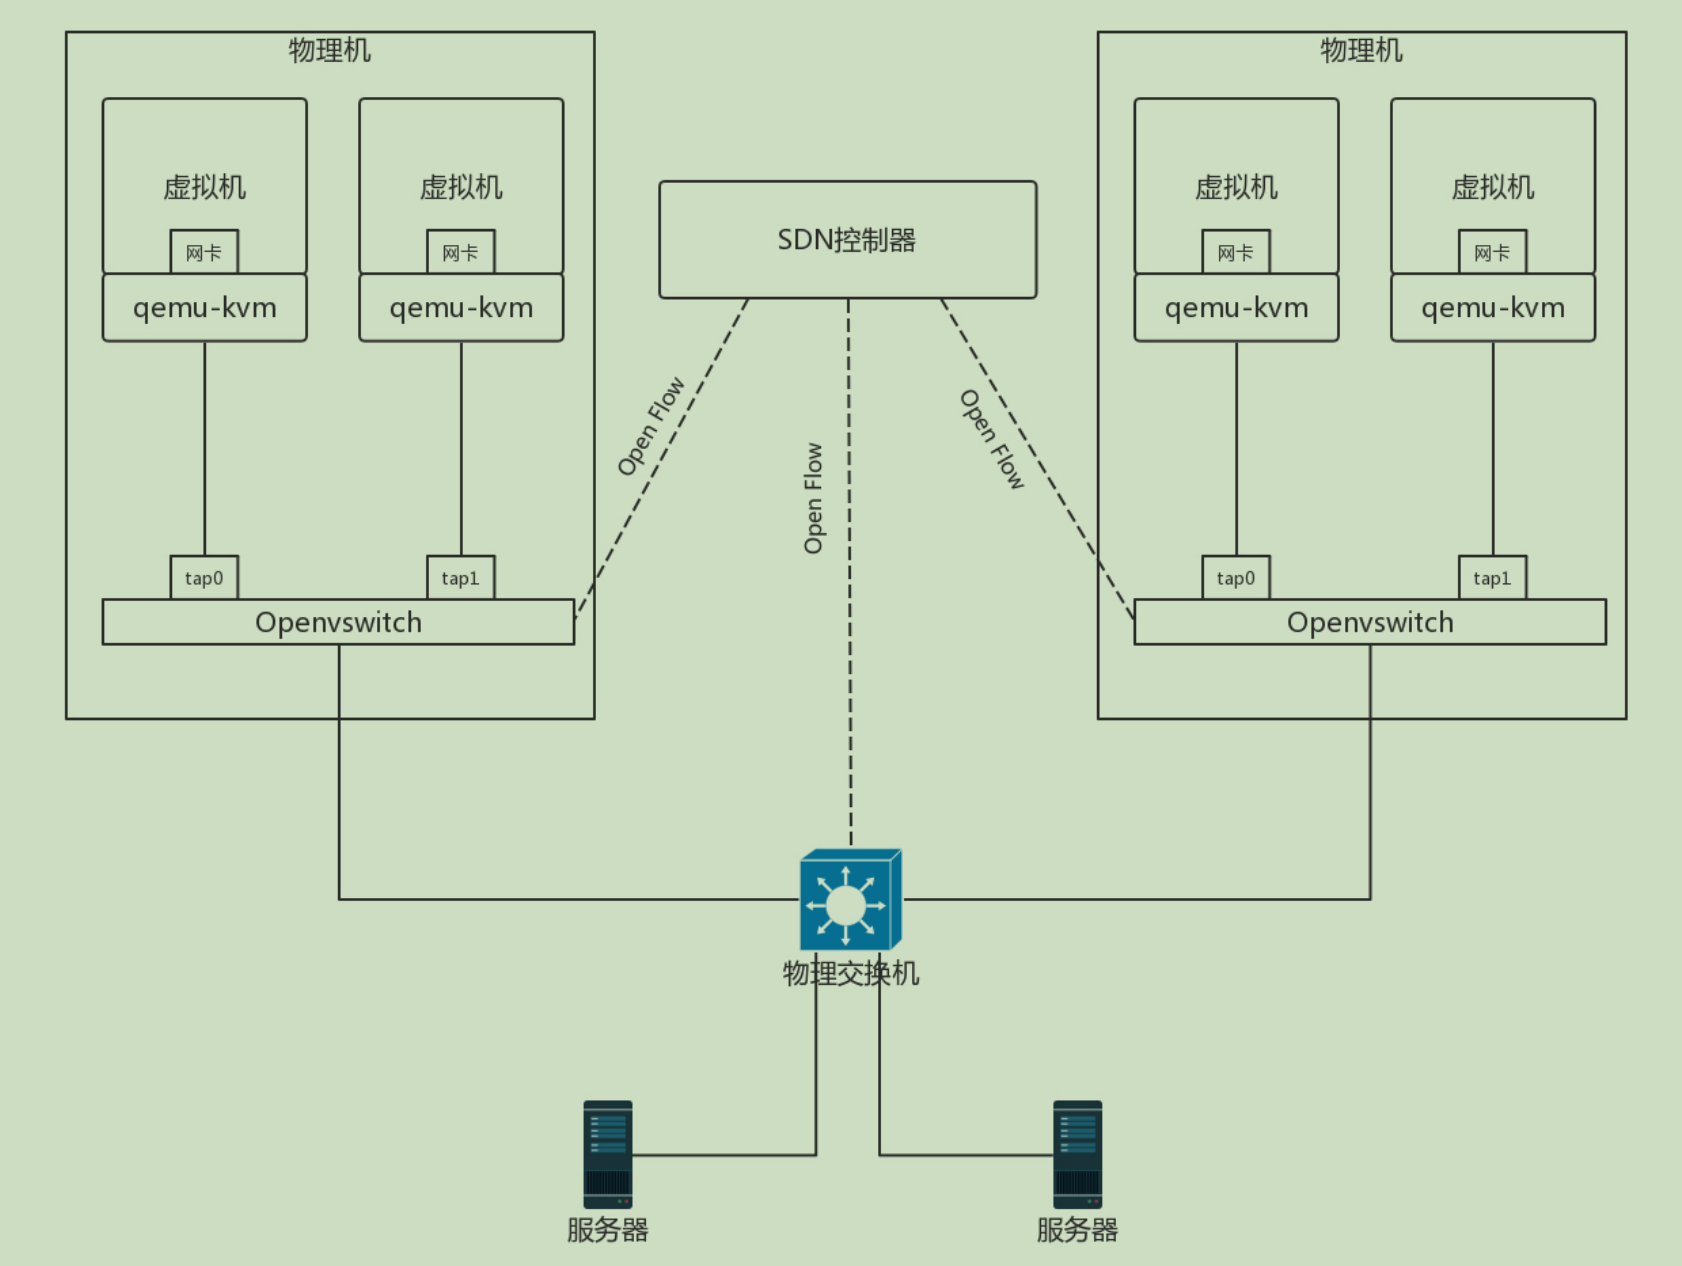 物理机
虚拟机
网卡
qemu-kvm
虚拟机
网卡
qemu-kvm
tap0
tap1
Openvswitch
SDN控制器
Open Flow
Open Flow
Open Flow
物理机
虚拟机
网卡
qemu-kvm
虚拟机
网卡
qemu-kvm
tap0
tap1
Openvswitch
物理交换机
服务器
服务器